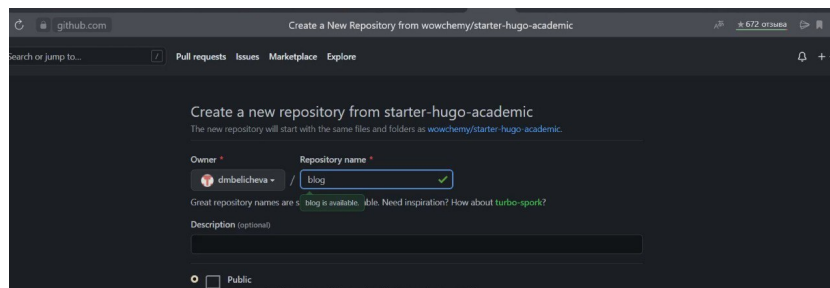 github.com Create a New Repository from wowchemy/starter-hugo-academic ★ 672 отзыва
Search or jump to... / Pull requests Issues Marketplace Explore
Create a new repository from starter-hugo-academic
The new repository will start with the same files and folders as wowchemy/starter-hugo-academic.
Owner * Repository name *
dmbelicheva / blog
Great repository names are s ble. Need inspiration? How about turbo-spork?
blog is available.
Description (optional)
Public